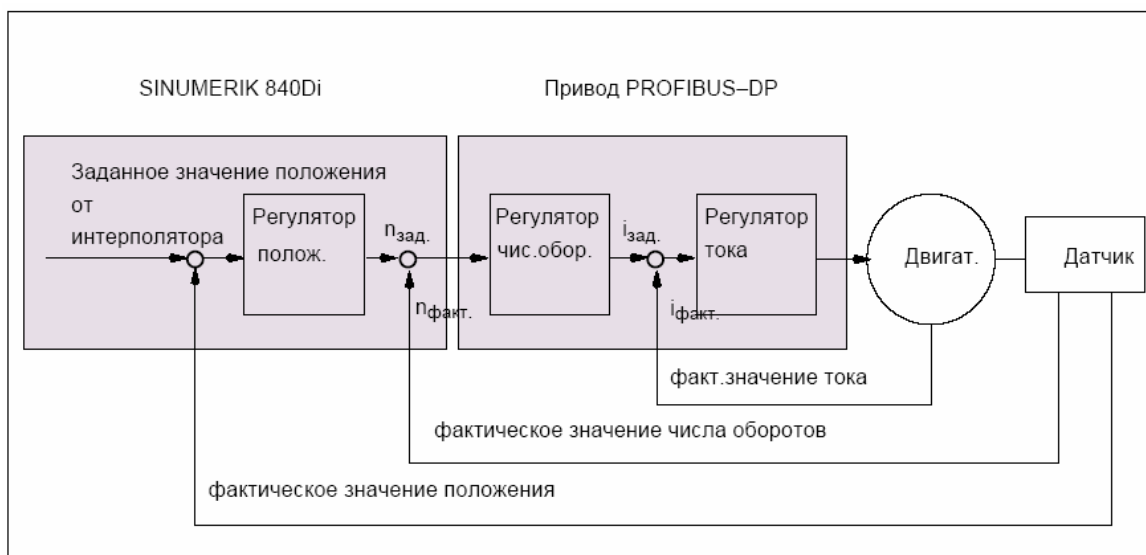 SINUMERIK 840Di
Привод PROFIBUS–DP
Заданное значение положения
от
интерполятора
Регулятор
полож.
nзад.
nфакт.
Регулятор
чис.обор.
iзад.
iфакт.
Регулятор
тока
Двигат.
Датчик
факт.значение тока
фактическое значение числа оборотов
фактическое значение положения